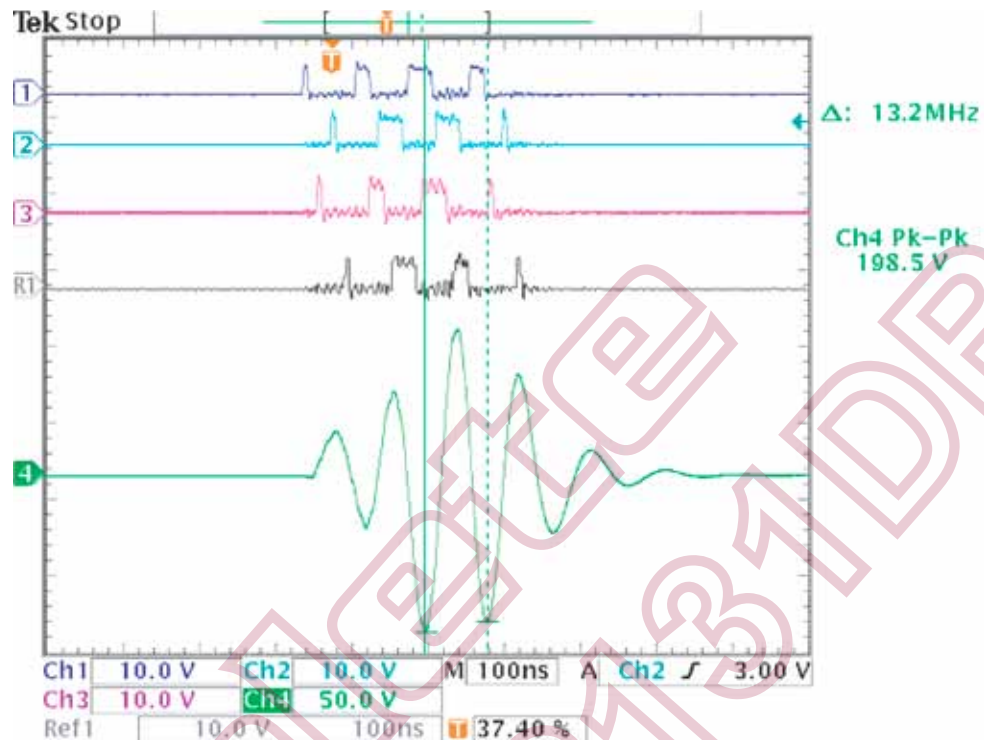 Tek Stop
T
T
1
2
3
R1
4
Δ: 13.2MHz
Ch4 Pk-Pk
198.5 V
Ch1 10.0 V Ch2 10.0 V M 100ns A Ch2 3.00 V
Ch3 10.0 V Ch4 50.0 V
Ref1 10.0 V 100ns T 37.40 %